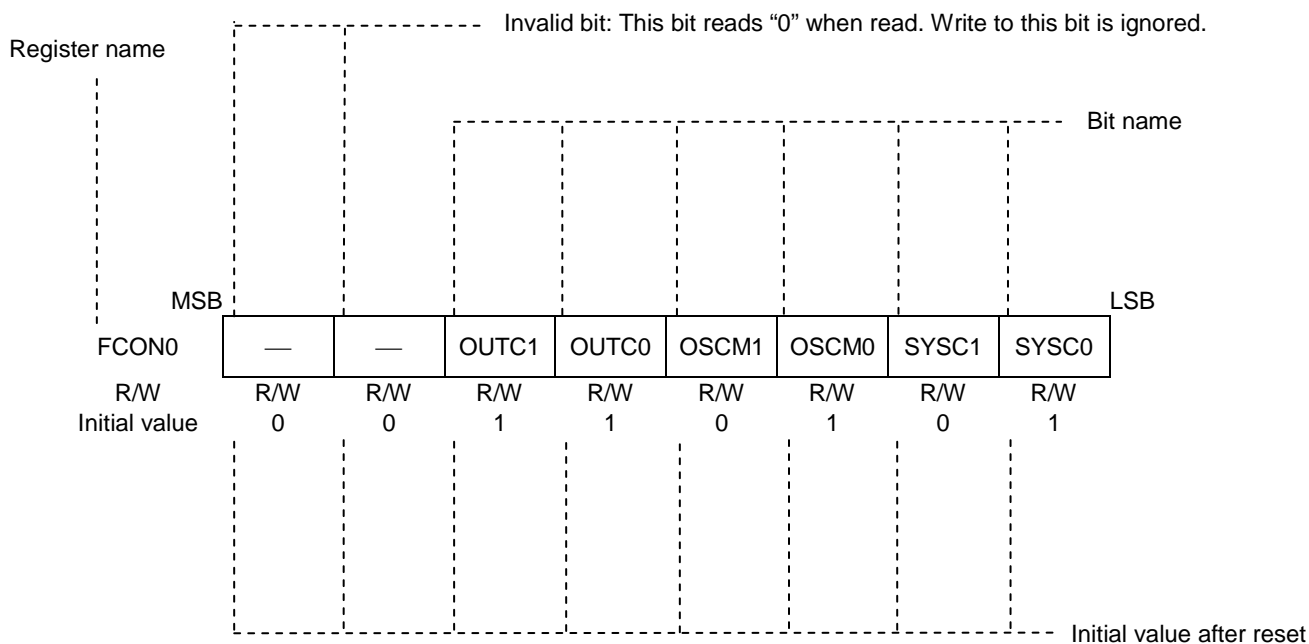 Invalid bit: This bit reads “0” when read. Write to this bit is ignored.
Register name
Bit name
MSB LSB
FCON0 — — OUTC1 OUTC0 OSCM1 OSCM0 SYSC1 SYSC0
R/W R/W R/W R/W R/W R/W R/W R/W R/W
Initial value 0 0 1 1 0 1 0 1
Initial value after reset